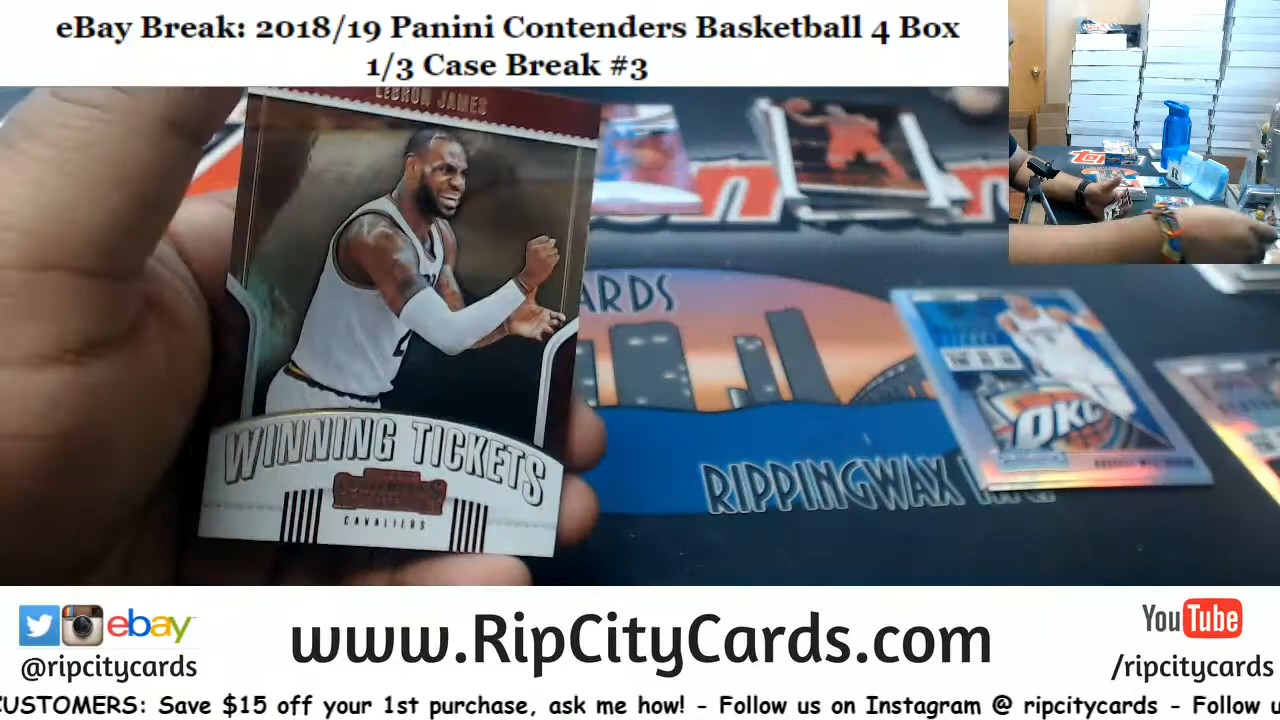 eBay Break: 2018/19 Panini Contenders Basketball 4 Box
1/3 Case Break #3
LEBRON JAMES
WINNING TICKETS
CAVALIERS
ARDS
RIPPINGWAX
OKC
ebay
@ripcitycards
www.RipCityCards.com
YouTube
/ripcitycards
CUSTOMERS: Save $15 off your 1st purchase, ask me how! - Follow us on Instagram @ ripcitycards - Follow u